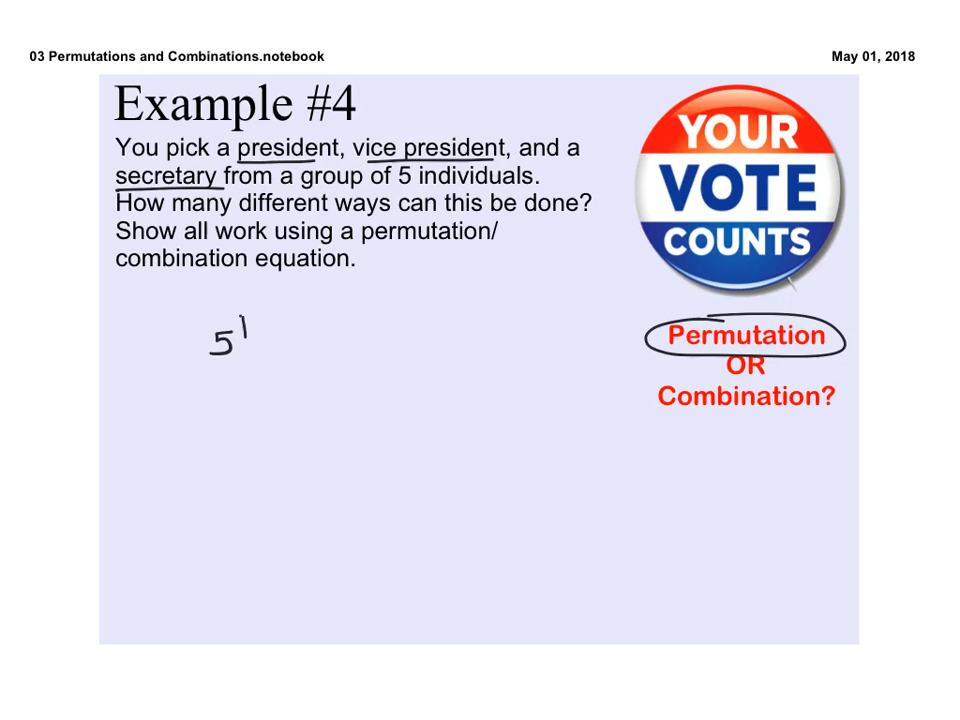 03 Permutations and Combinations.notebook
May 01, 2018
Example #4
You pick a president, vice president, and a
secretary from a group of 5 individuals.
How many different ways can this be done?
Show all work using a permutation/
combination equation.
YOUR
VOTE
COUNTS
5
Permutation
OR
Combination?